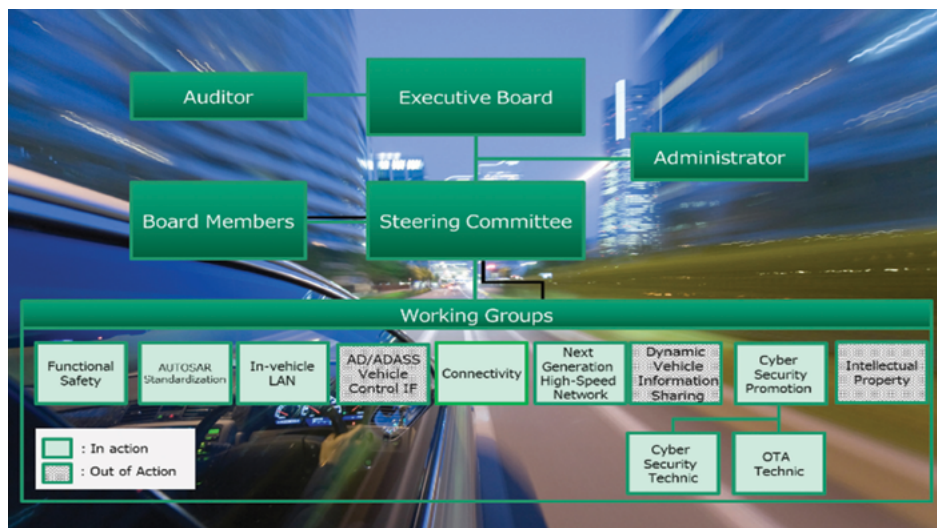 Auditor
Executive Board
Administrator
Board Members
Steering Committee
Working Groups
Functional
Safety
AUTOSAR
Standardization
In-vehicle
LAN
AD/ADASS
Vehicle
Control IF
Connectivity
Next
Generation
High-Speed
Network
Dynamic
Vehicle
Information
Sharing
Cyber
Security
Promotion
Intellectual
Property
: In action
: Out of Action
Cyber
Security
Technic
OTA
Technic